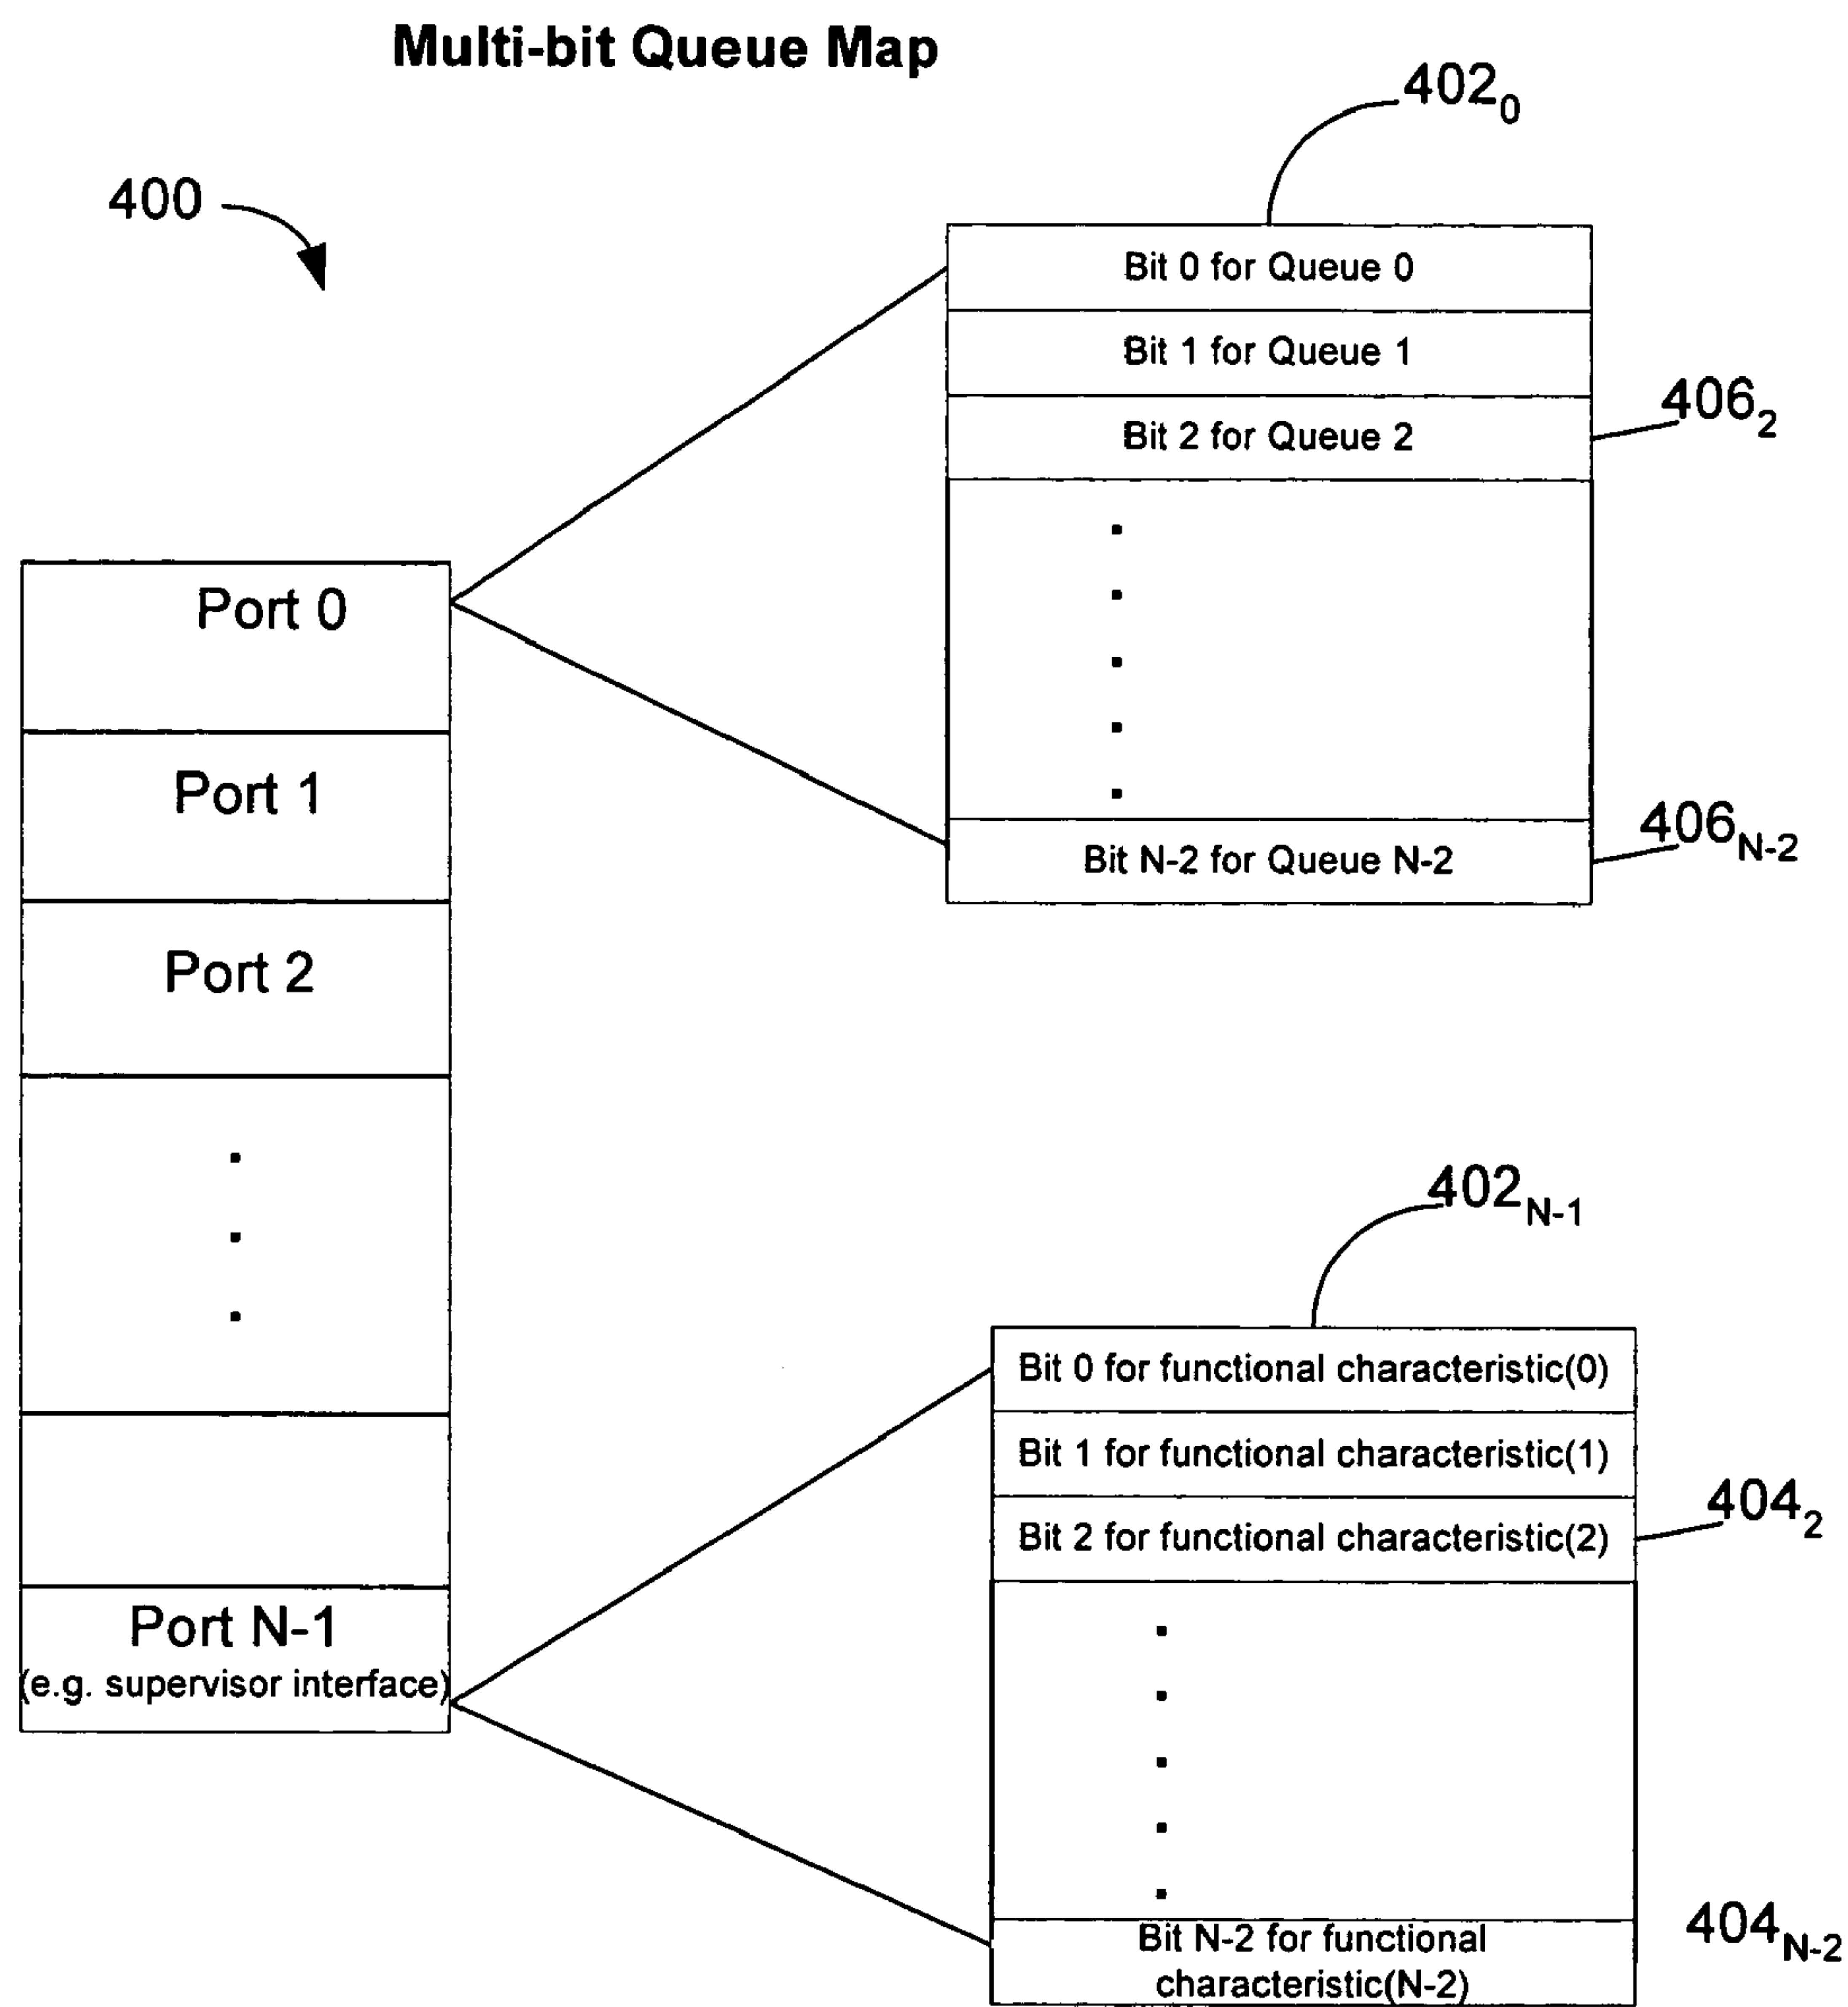 Multi-bit Queue Map
402₀
400
Bit 0 for Queue 0
Bit 1 for Queue 1
406₂
Bit 2 for Queue 2
Port 0
Port 1
406N-2
Bit N-2 for Queue N-2
Port 2
402N-1
Bit 0 for functional characteristic(0)
Bit 1 for functional characteristic(1)
404₂
Bit 2 for functional characteristic(2)
Port N-1
(e.g. supervisor interface)
404N-2
Bit N-2 for functional
characteristic(N-2)